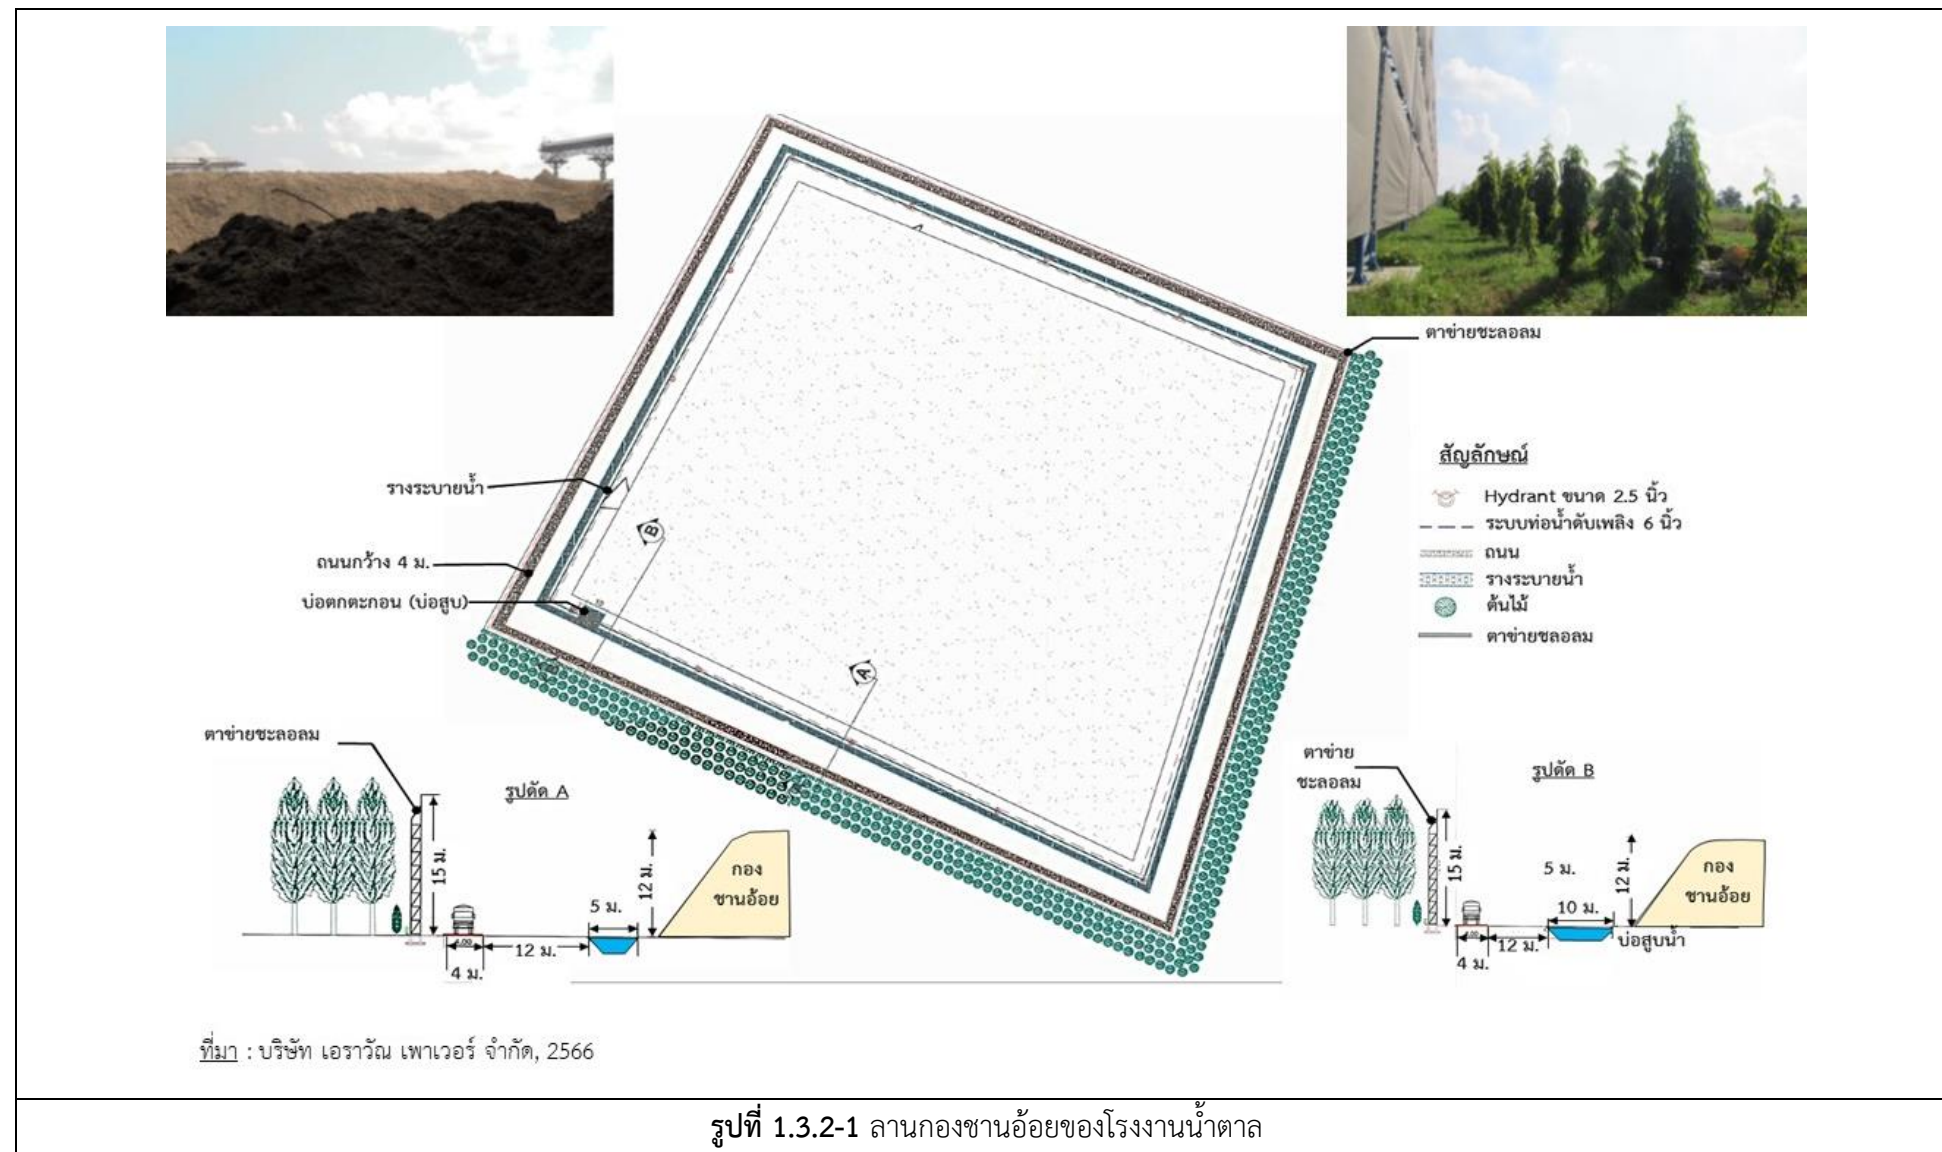 ตาข่ายชะลอลม
รางระบายน้ำ
ถนนกว้าง 4 ม.
บ่อตกตะกอน (บ่อสูบ)
B
A
สัญลักษณ์
Hydrant ขนาด 2.5 นิ้ว
ระบบท่อน้ำดับเพลิง 6 นิ้ว
ถนน
รางระบายน้ำ
ต้นไม้
ตาข่ายชลอลม
ตาข่ายชะลอลม
รูปตัด A
15 ม.
12 ม.
กอง
ชานอ้อย
5 ม.
4.00
12 ม.
4 ม.
ตาข่าย
ชะลอลม
รูปตัด B
15 ม.
5 ม.
12 ม.
กอง
ชานอ้อย
10 ม.
บ่อสูบน้ำ
4.00
12 ม.
4 ม.
ที่มา : บริษัท เอราวัณ เพาเวอร์ จำกัด, 2566
รูปที่ 1.3.2-1 ลานกองชานอ้อยของโรงงานน้ำตาล